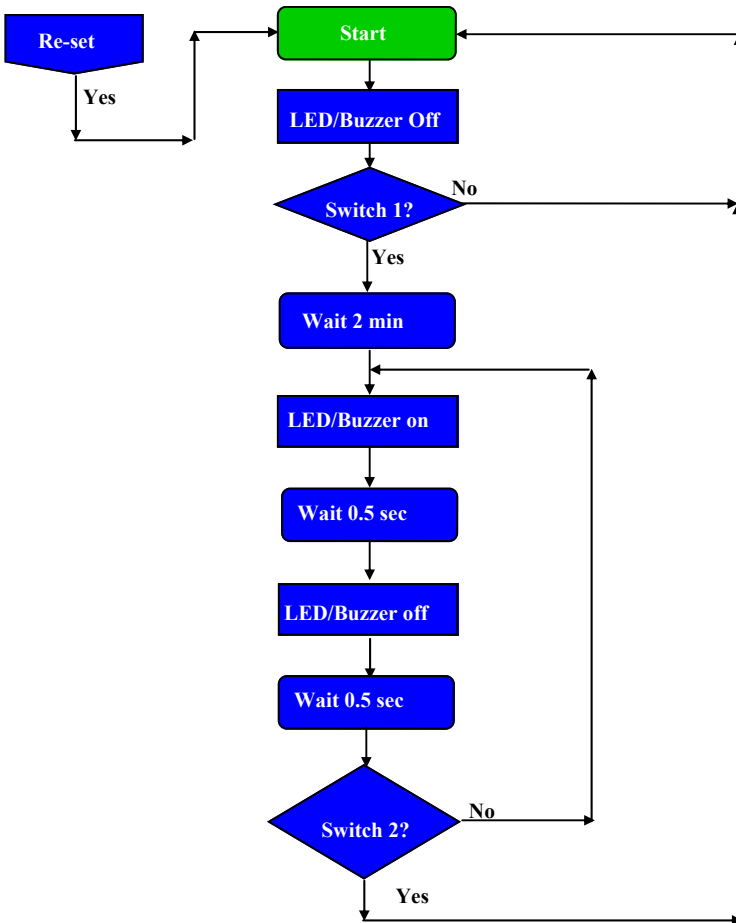 Start
Re-set
Yes
LED/Buzzer Off
No
Switch 1?
Yes
Wait 2 min
LED/Buzzer on
Wait 0.5 sec
LED/Buzzer off
Wait 0.5 sec
No
Switch 2?
Yes